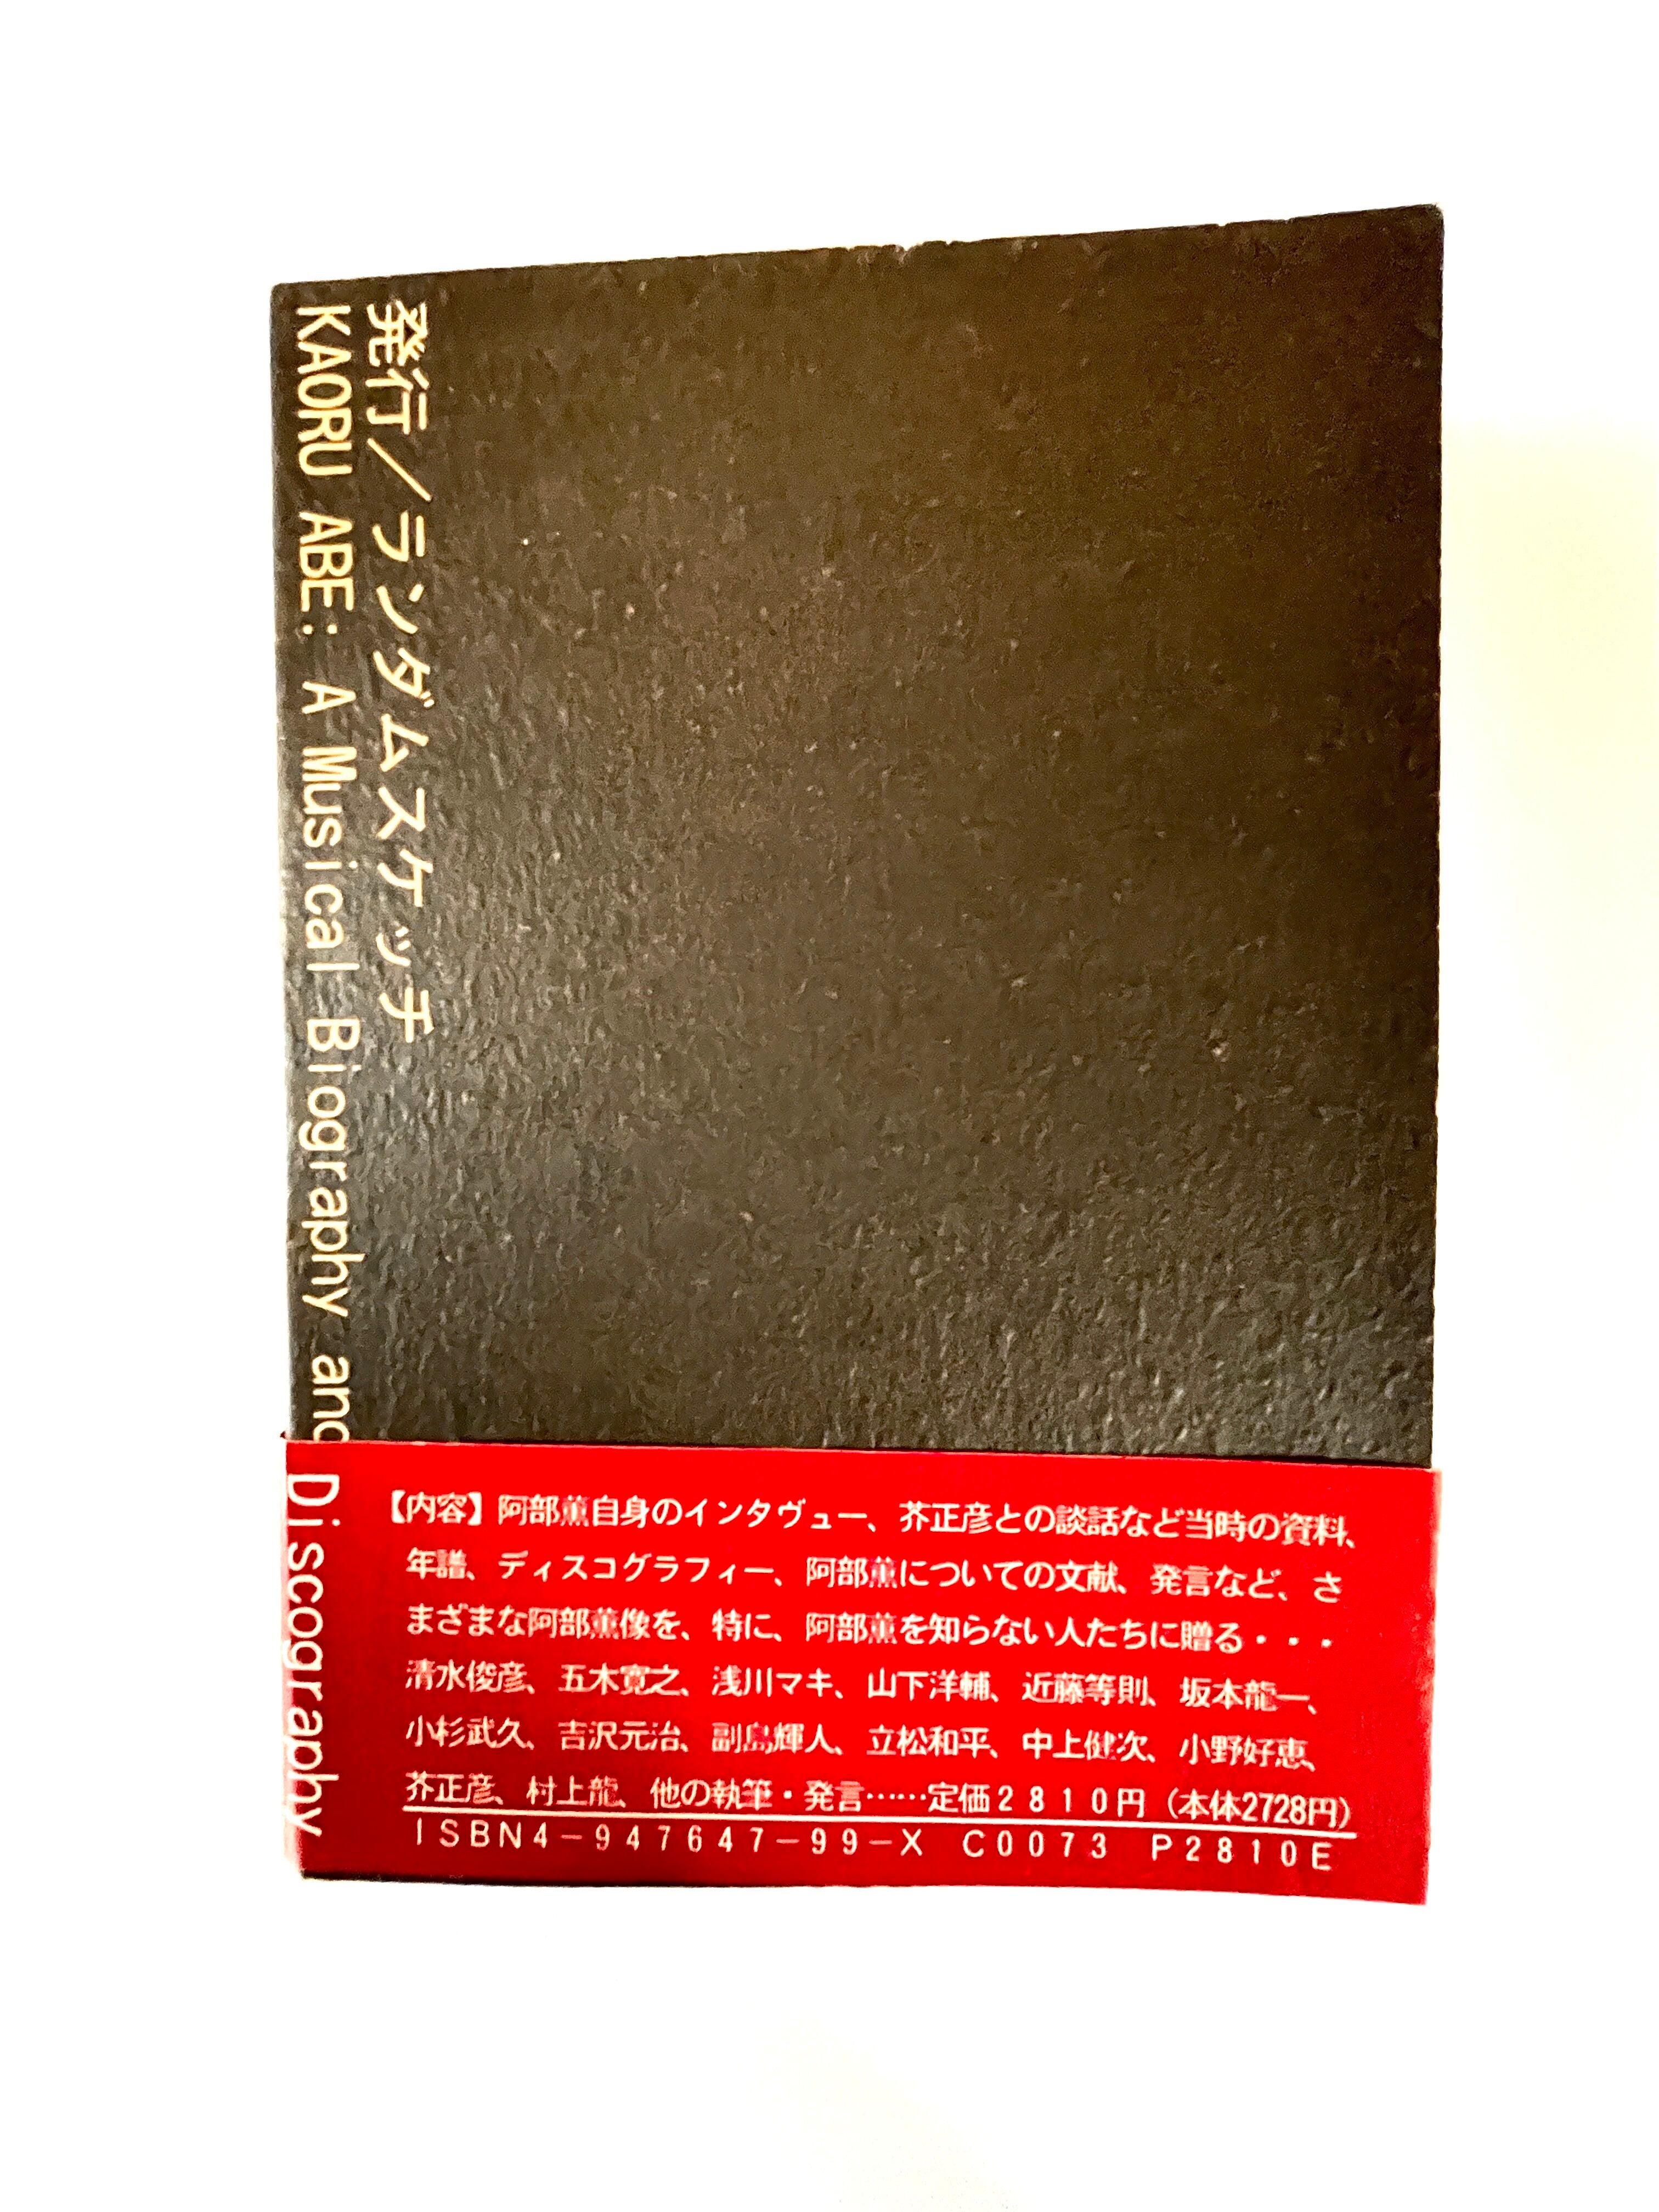 発行／ランダムスケッチ
KAORU ABE: A Musical Biography and Discography
【内容】阿部薫自身のインタヴュー、芥正彦との談話など当時の資料、
年譜、ディスコグラフィー、阿部薫についての文献、発言など、さ
まざまな阿部薫像を、特に、阿部薫を知らない人たちに贈る・・・
清水俊彦、五木寛之、浅川マキ、山下洋輔、近藤等則、坂本龍一、
小杉武久、吉沢元治、副島輝人、立松和平、中上健次、小野好恵、
芥正彦、村上龍、他の執筆・発言……定価２８１０円（本体2728円）
ISBN4-947647-99-X C0073 P2810E